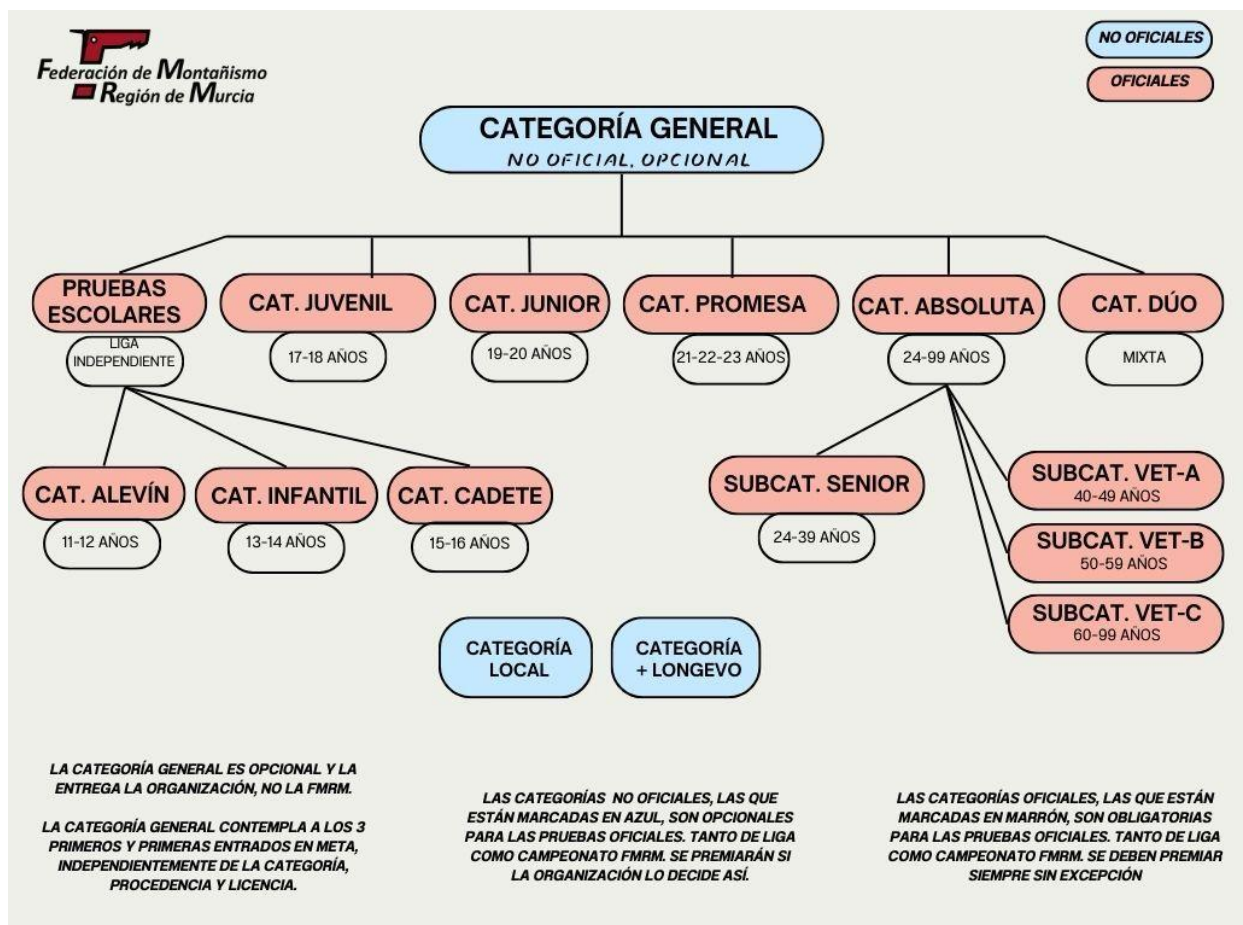 Federación de Montañismo
Región de Murcia
NO OFICIALES
OFICIALES
CATEGORÍA GENERAL
NO OFICIAL, OPCIONAL
PRUEBAS
ESCOLARES
LIGA
INDEPENDIENTE
CAT. JUVENIL
17-18 AÑOS
CAT. JUNIOR
19-20 AÑOS
CAT. PROMESA
21-22-23 AÑOS
CAT. ABSOLUTA
24-99 AÑOS
CAT. DÚO
MIXTA
CAT. ALEVÍN
11-12 AÑOS
CAT. INFANTIL
13-14 AÑOS
CAT. CADETE
15-16 AÑOS
SUBCAT. SENIOR
24-39 AÑOS
SUBCAT. VET-A
40-49 AÑOS
SUBCAT. VET-B
50-59 AÑOS
SUBCAT. VET-C
60-99 AÑOS
CATEGORÍA
LOCAL
CATEGORÍA
+ LONGEVO
LA CATEGORÍA GENERAL ES OPCIONAL Y LA
ENTREGA LA ORGANIZACIÓN, NO LA FMRM.
LA CATEGORÍA GENERAL CONTEMPLA A LOS 3
PRIMEROS Y PRIMERAS ENTRADOS EN META,
INDEPENDIENTEMENTE DE LA CATEGORÍA,
PROCEDENCIA Y LICENCIA.
LAS CATEGORÍAS NO OFICIALES, LAS QUE
ESTÁN MARCADAS EN AZUL, SON OPCIONALES
PARA LAS PRUEBAS OFICIALES. TANTO DE LIGA
COMO CAMPEONATO FMRM. SE PREMIARÁN SI
LA ORGANIZACIÓN LO DECIDE ASÍ.
LAS CATEGORÍAS OFICIALES, LAS QUE ESTÁN
MARCADAS EN MARRÓN, SON OBLIGATORIAS
PARA LAS PRUEBAS OFICIALES. TANTO DE LIGA
COMO CAMPEONATO FMRM. SE DEBEN PREMIAR
SIEMPRE SIN EXCEPCIÓN